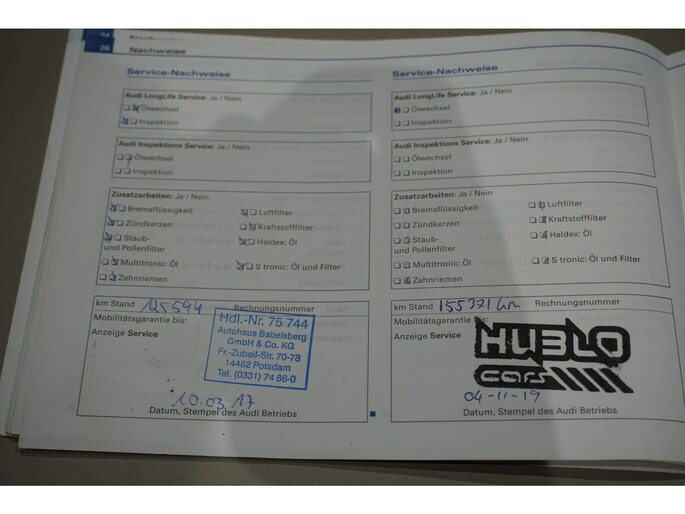 26 Nachweise
Service-Nachweise
Audi LongLife Service: Ja / Nein
Ölwechsel
Inspektion
Audi Inspektions Service: Ja / Nein
Ölwechsel
Inspektion
Zusatzarbeiten: Ja / Nein
Bremsflüssigkeit Luftfilter
Zündkerzen Kraftstofffilter
Staub- Haldex: Öl
und Pollenfilter
Multitronic: Öl S tronic: Öl und Filter
Zahnriemen
km Stand 125594 Rechnungsnummer
Mobilitätsgarantie bis:
Anzeige Service
Hdl.-Nr. 75 744
Autohaus Babelsberg
GmbH & Co. KG
Fr.-Zubeil-Str. 70-78
14482 Potsdam
Tel. (0331) 74 86-0
10.03.17
Datum, Stempel des Audi Betriebs
Service-Nachweise
Audi LongLife Service: Ja / Nein
Ölwechsel
Inspektion
Audi Inspektions Service: Ja / Nein
Ölwechsel
Inspektion
Zusatzarbeiten: Ja / Nein
Bremsflüssigkeit Luftfilter
Zündkerzen Kraftstofffilter
Staub- Haldex: Öl
und Pollenfilter
Multitronic: Öl S tronic: Öl und Filter
Zahnriemen
km Stand 155371 km Rechnungsnummer
Mobilitätsgarantie bis:
Anzeige Service
HUBLO
cars
04-11-19
Datum, Stempel des Audi Betriebs